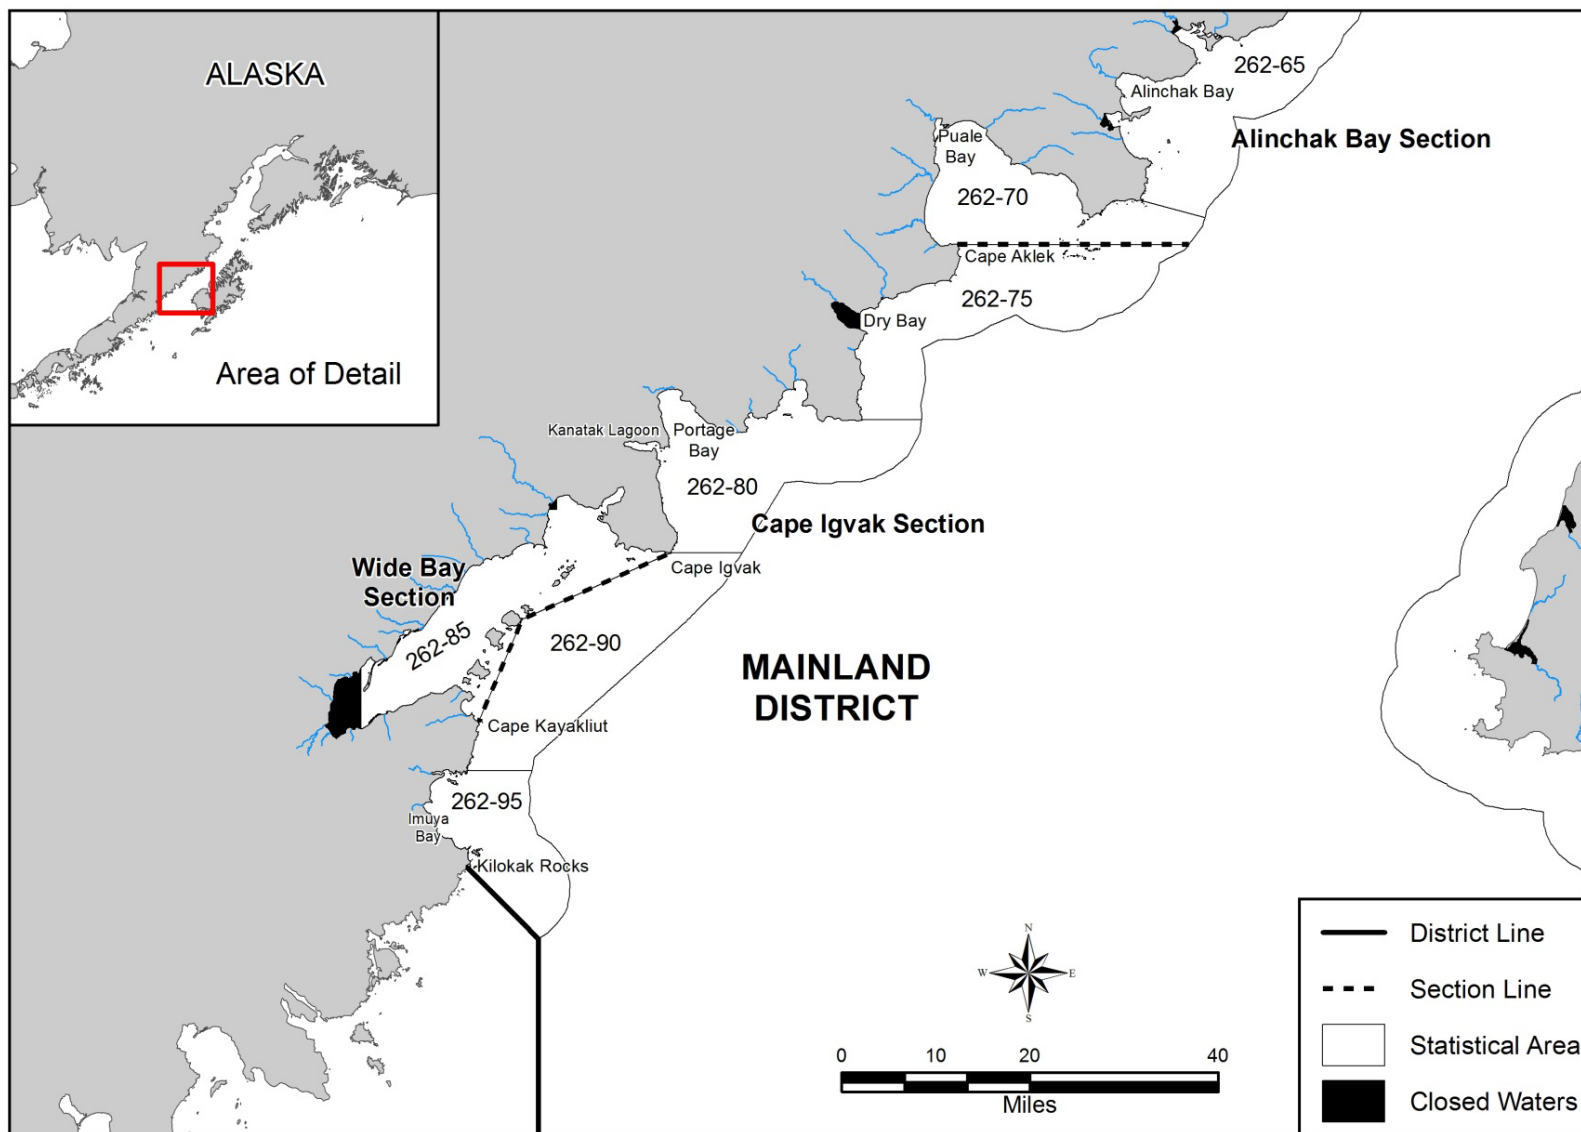 ALASKA
Area of Detail
262-65
Alinchak Bay
Alinchak Bay Section
Puale
Bay
262-70
Cape Aklek
262-75
Dry Bay
Kanatak Lagoon
Portage
Bay
262-80
Cape Igvak Section
Cape Igvak
Wide Bay
Section
262-85
262-90
MAINLAND
DISTRICT
Cape Kayakliut
262-95
Imuya
Bay
Kilokak Rocks
N
W
E
S
0 10 20 40
Miles
District Line
Section Line
Statistical Area
Closed Waters